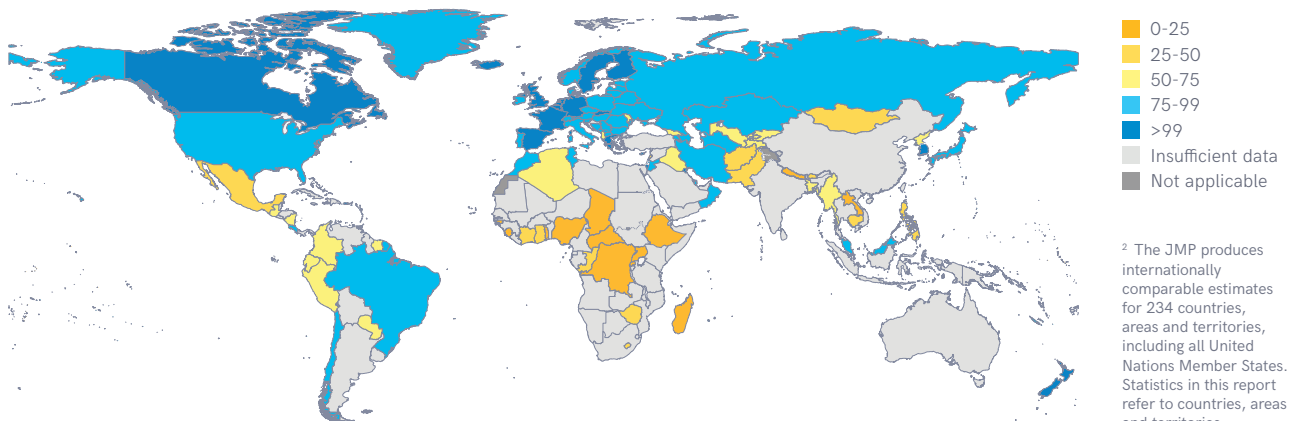 0-25
25-50
50-75
75-99
>99
Insufficient data
Not applicable
2 The JMP produces
internationally
comparable estimates
for 234 countries,
areas and territories,
including all United
Nations Member States.
Statistics in this report
refer to countries, areas
and territories